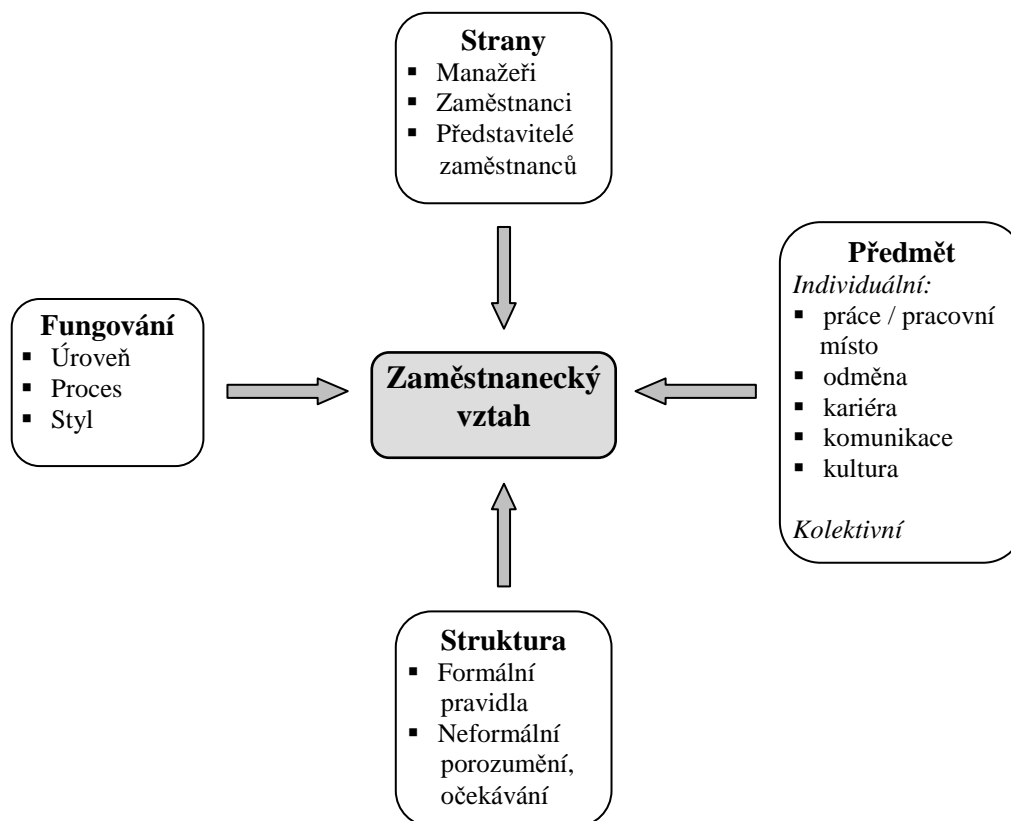 Strany
▪ Manažeři
▪ Zaměstnanci
▪ Představitelé
zaměstnanců
Předmět
Individuální:
▪ práce / pracovní
místo
▪ odměna
▪ kariéra
▪ komunikace
▪ kultura
Kolektivní
Fungování
▪ Úroveň
▪ Proces
▪ Styl
Zaměstnanecký
vztah
Struktura
▪ Formální
pravidla
▪ Neformální
porozumění,
očekávání